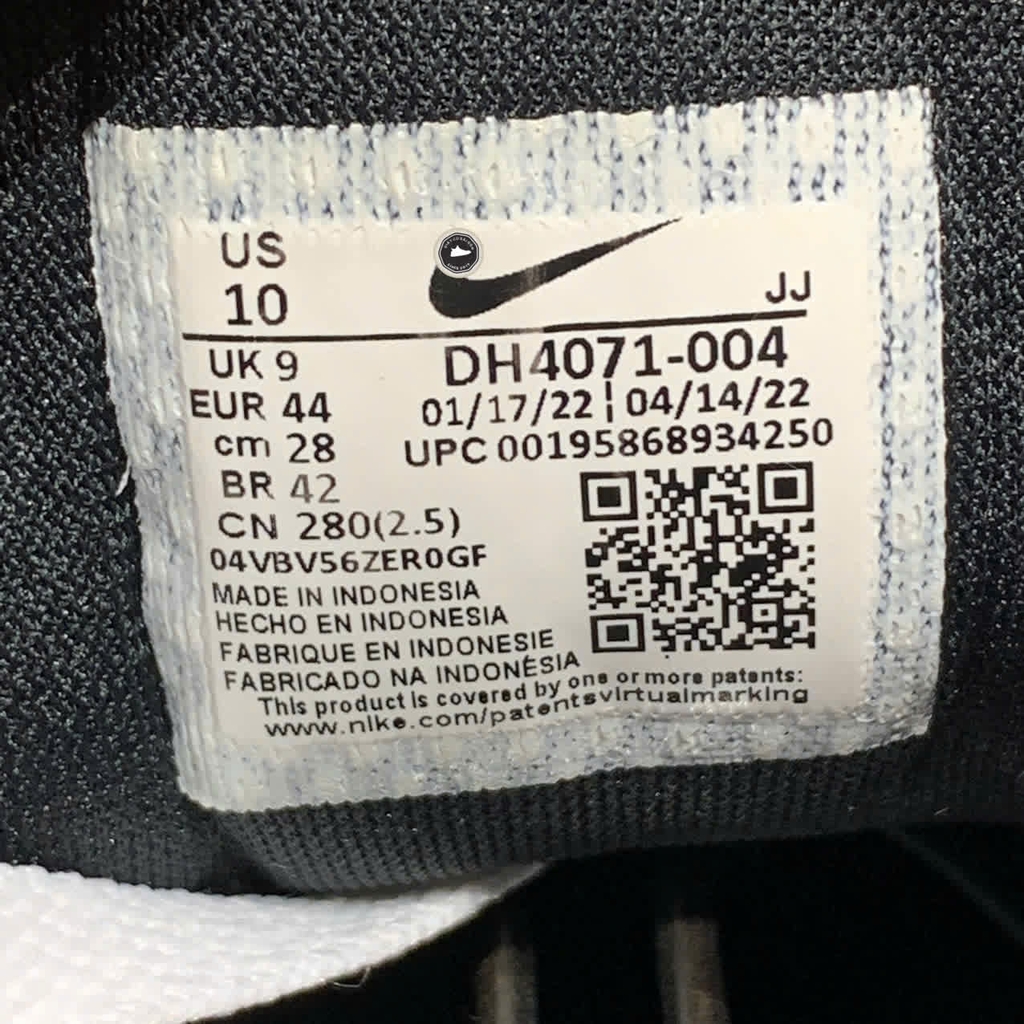 US
10
JJ
UK 9
EUR 44
cm 28
BR 42
CN 280(2.5)
DH4071-004
01/17/22 ¦ 04/14/22
UPC 00195868934250
04VBV56ZER0GF
MADE IN INDONESIA
HECHO EN INDONESIA
FABRIQUE EN INDONESIE
FABRICADO NA INDONÉSIA
This product is covered by one or more patents:
www.nike.com/patentsvirtualmarking